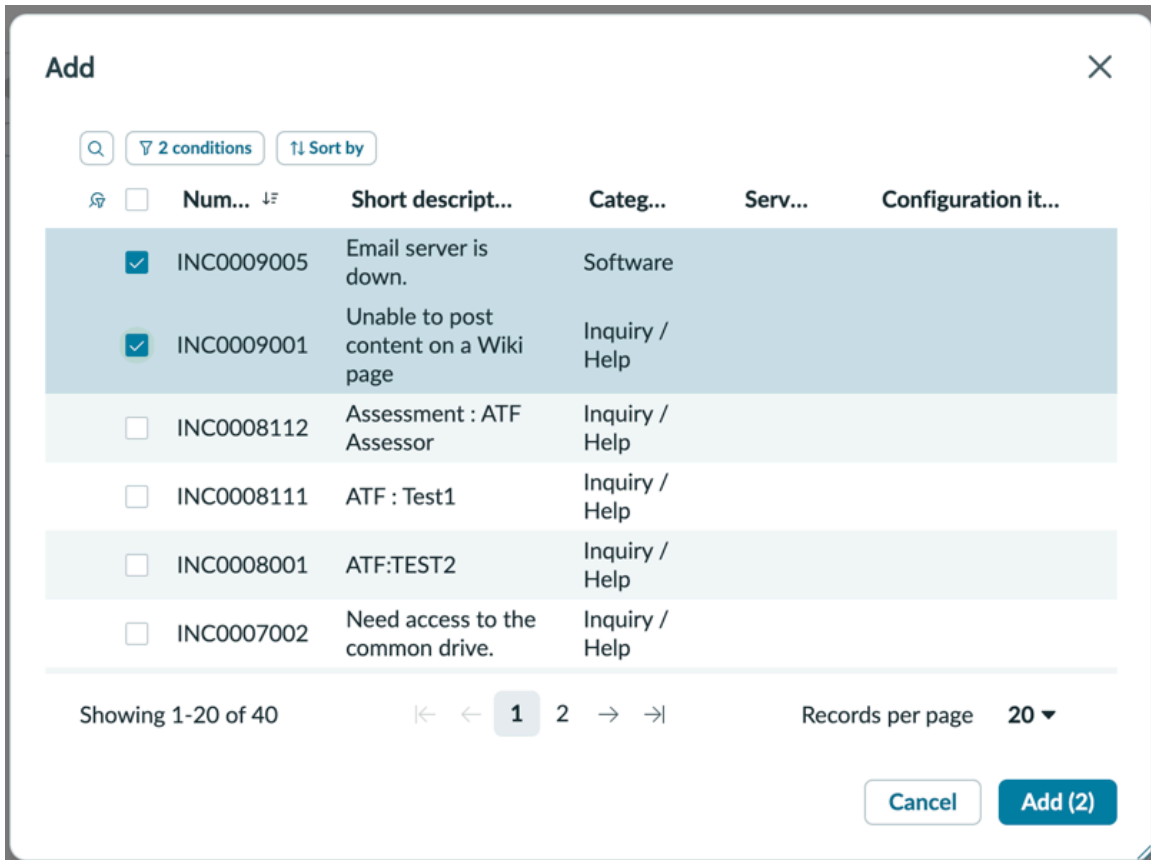 Add
2 conditions
Sort by
Num... Short descript... Categ... Serv... Configuration it...
INC0009005 Email server is down. Software
INC0009001 Unable to post content on a Wiki page Inquiry / Help
INC0008112 Assessment : ATF Assessor Inquiry / Help
INC0008111 ATF : Test1 Inquiry / Help
INC0008001 ATF:TEST2 Inquiry / Help
INC0007002 Need access to the common drive. Inquiry / Help
Showing 1-20 of 40 1 2 Records per page 20
Cancel Add (2)